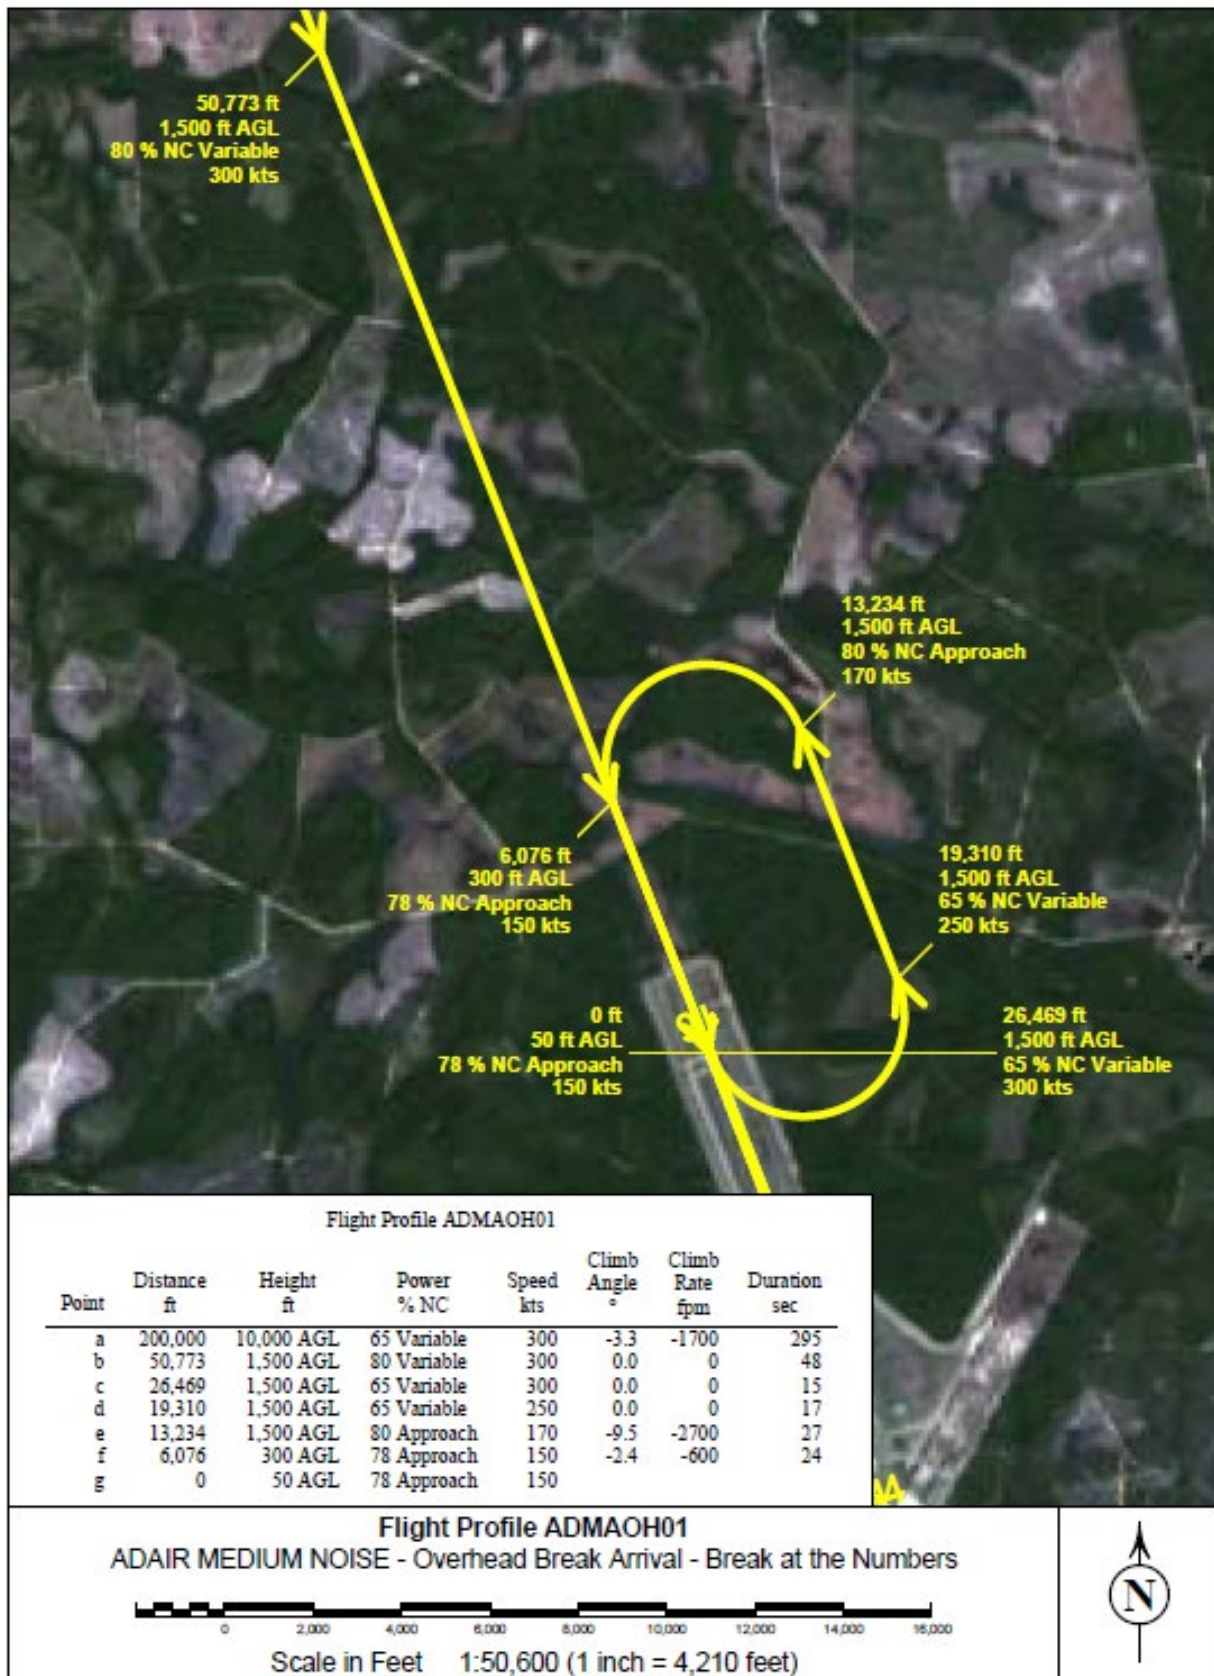 50,773 ft
1,500 ft AGL
80 % NC Variable
300 kts
13,234 ft
1,500 ft AGL
80 % NC Approach
170 kts
6,076 ft
300 ft AGL
78 % NC Approach
150 kts
19,310 ft
1,500 ft AGL
65 % NC Variable
250 kts
0 ft
50 ft AGL
78 % NC Approach
150 kts
26,469 ft
1,500 ft AGL
65 % NC Variable
300 kts
Flight Profile ADMAOH01
Point Distance ft Height ft Power % NC Speed kts Climb Angle ° Climb Rate fpm Duration sec
a 200,000 10,000 AGL 65 Variable 300 -3.3 -1700 295
b 50,773 1,500 AGL 80 Variable 300 0.0 0 48
c 26,469 1,500 AGL 65 Variable 300 0.0 0 15
d 19,310 1,500 AGL 65 Variable 250 0.0 0 17
e 13,234 1,500 AGL 80 Approach 170 -9.5 -2700 27
f 6,076 300 AGL 78 Approach 150 -2.4 -600 24
g 0 50 AGL 78 Approach 150
Flight Profile ADMAOH01
ADAIR MEDIUM NOISE - Overhead Break Arrival - Break at the Numbers
0 2,000 4,000 6,000 8,000 10,000 12,000 14,000 16,000
Scale in Feet 1:50,600 (1 inch = 4,210 feet)
N